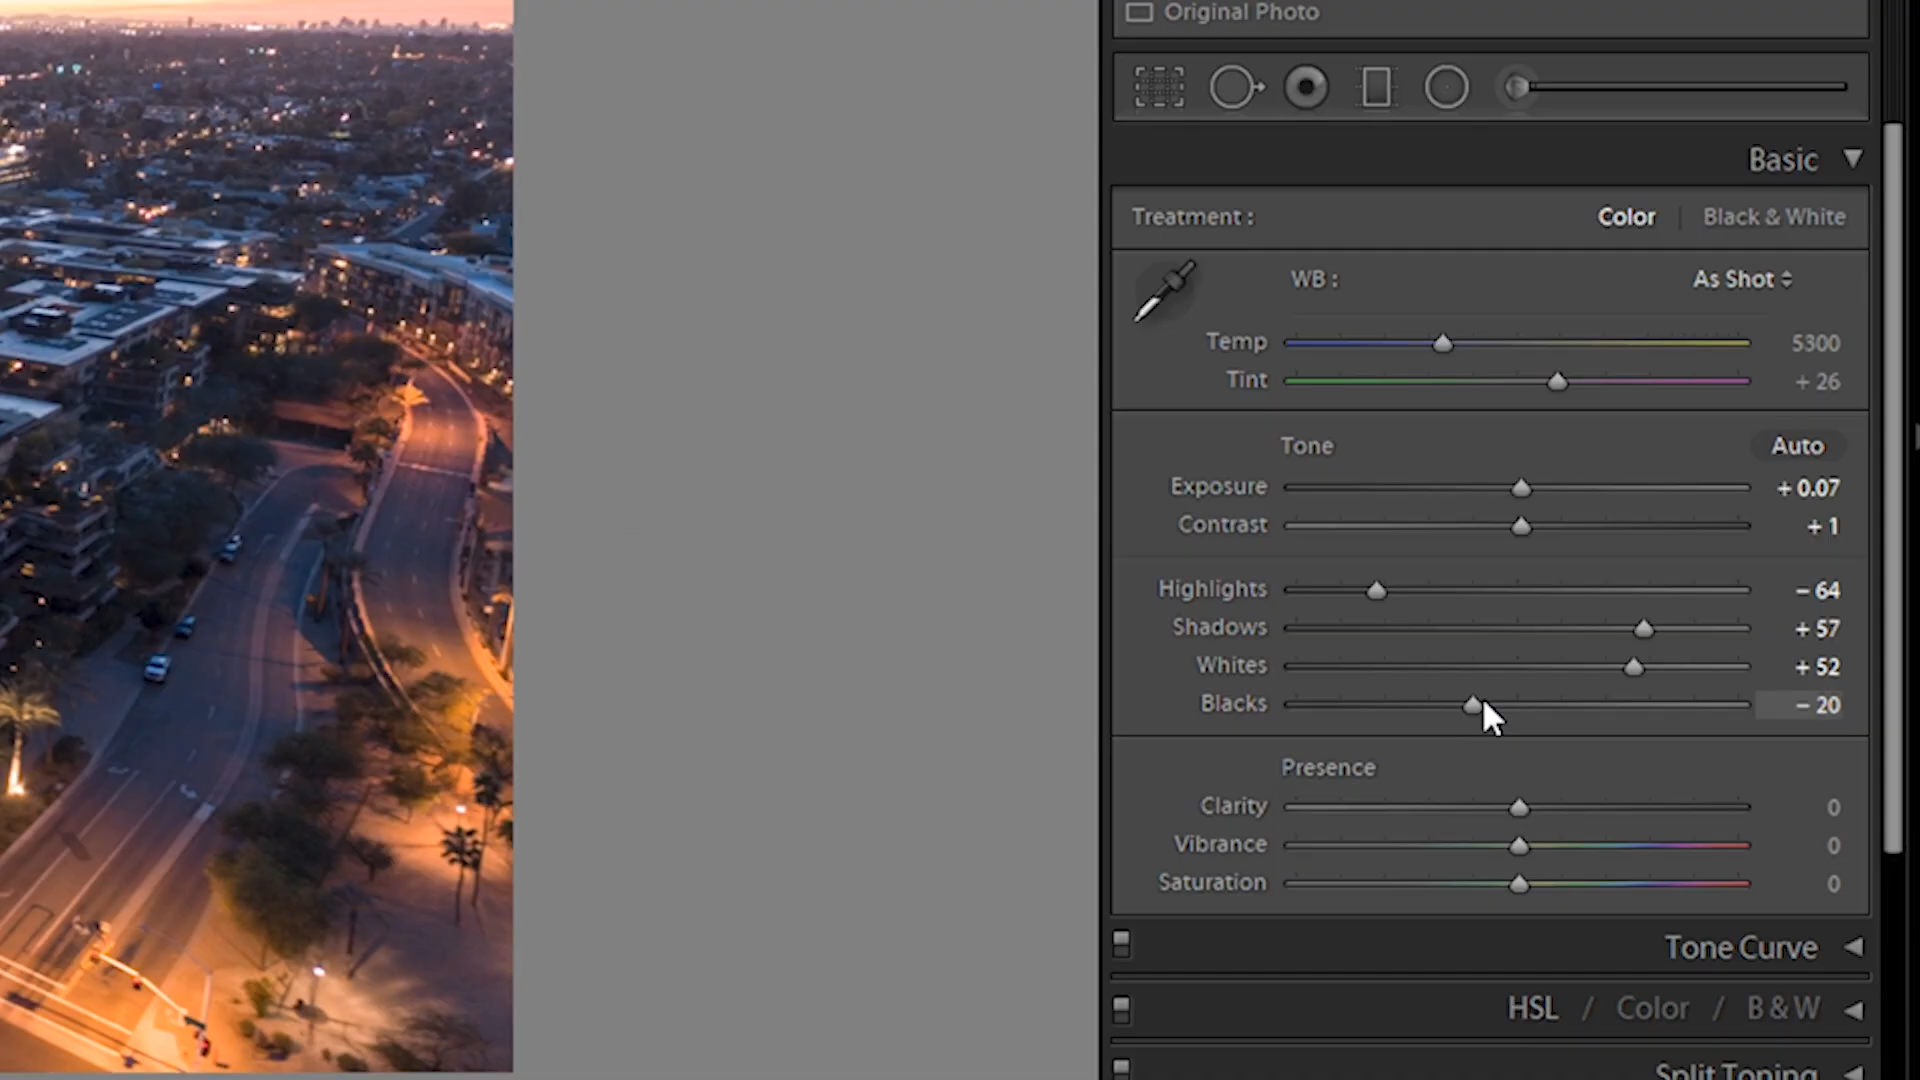 Original Photo
Basic
Treatment : Color | Black & White
WB : As Shot
Temp 5300
Tint + 26
Tone Auto
Exposure + 0.07
Contrast + 1
Highlights – 64
Shadows + 57
Whites + 52
Blacks – 20
Presence
Clarity 0
Vibrance 0
Saturation 0
Tone Curve
HSL / Color / B & W
Split Toning